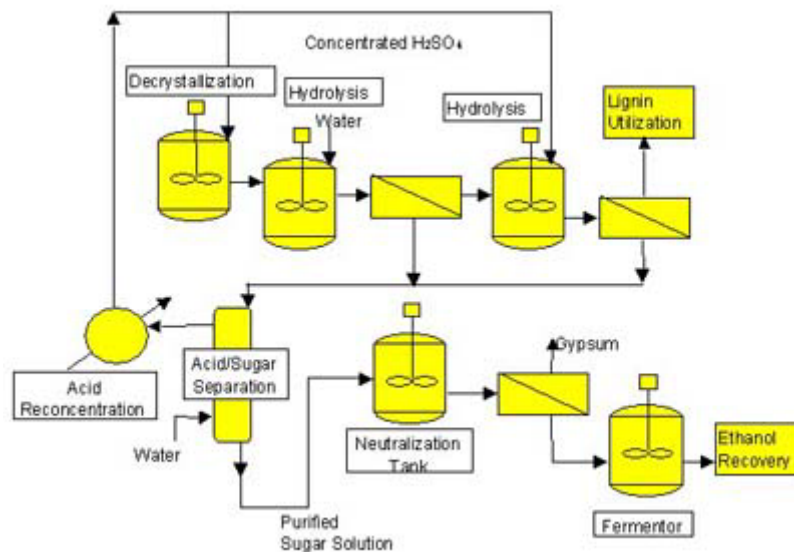 Concentrated H₂SO₄
Decrystallization
Hydrolysis
Water
Hydrolysis
Lignin
Utilization
Acid
Reconcentration
Acid/Sugar
Separation
Water
Purified
Sugar Solution
Neutralization
Tank
Gypsum
Fermentor
Ethanol
Recovery